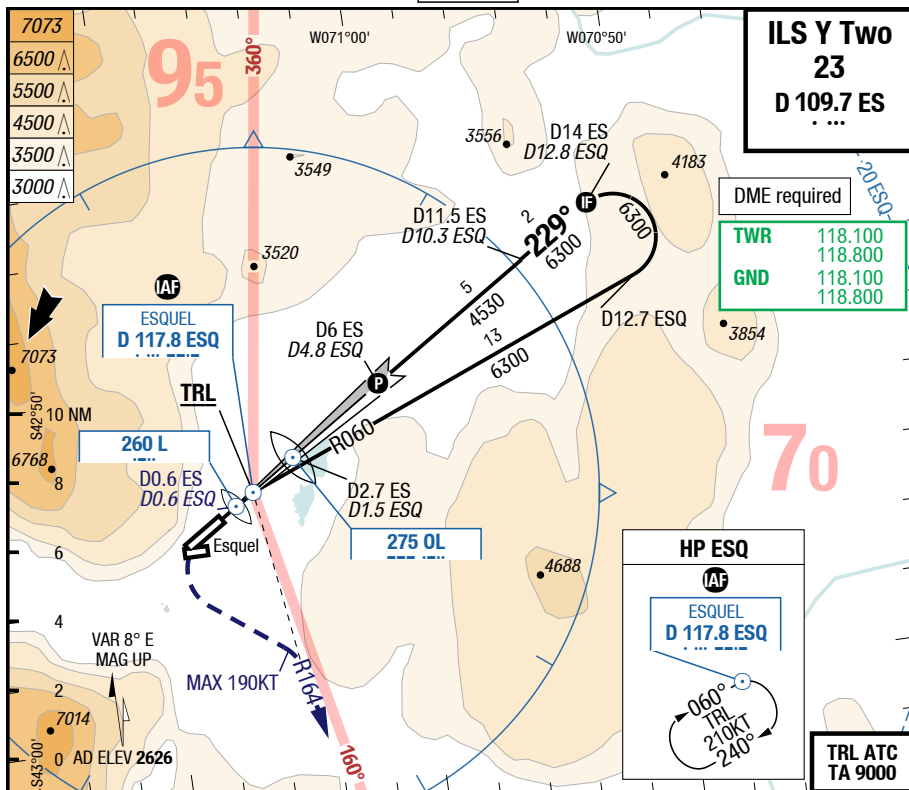 7073
6500
5500
4500
3500
3000
95
360°
W071°00'
W070°50'
ILS Y Two
23
D 109.7 ES
20 ESQ
DME required
TWR 118.100
118.800
GND 118.100
118.800
3556
D14 ES
D12.8 ESQ
IF
4183
3549
D11.5 ES
D10.3 ESQ
2
229°
6300
6300
3520
IAF
ESQUEL
D 117.8 ESQ
5
4530
D12.7 ESQ
3854
13
6300
D6 ES
D4.8 ESQ
P
7073
TRL
S42°50'
10 NM
R060
70
260 L
6768
8
D0.6 ES
D0.6 ESQ
D2.7 ES
D1.5 ESQ
275 OL
Esquel
6
4688
HP ESQ
IAF
ESQUEL
D 117.8 ESQ
4
VAR 8° E
MAG UP
MAX 190KT
R164
2
060°
TRL
210KT
240°
7014
S43°00'
0
AD ELEV 2626
160°
TRL ATC
TA 9000